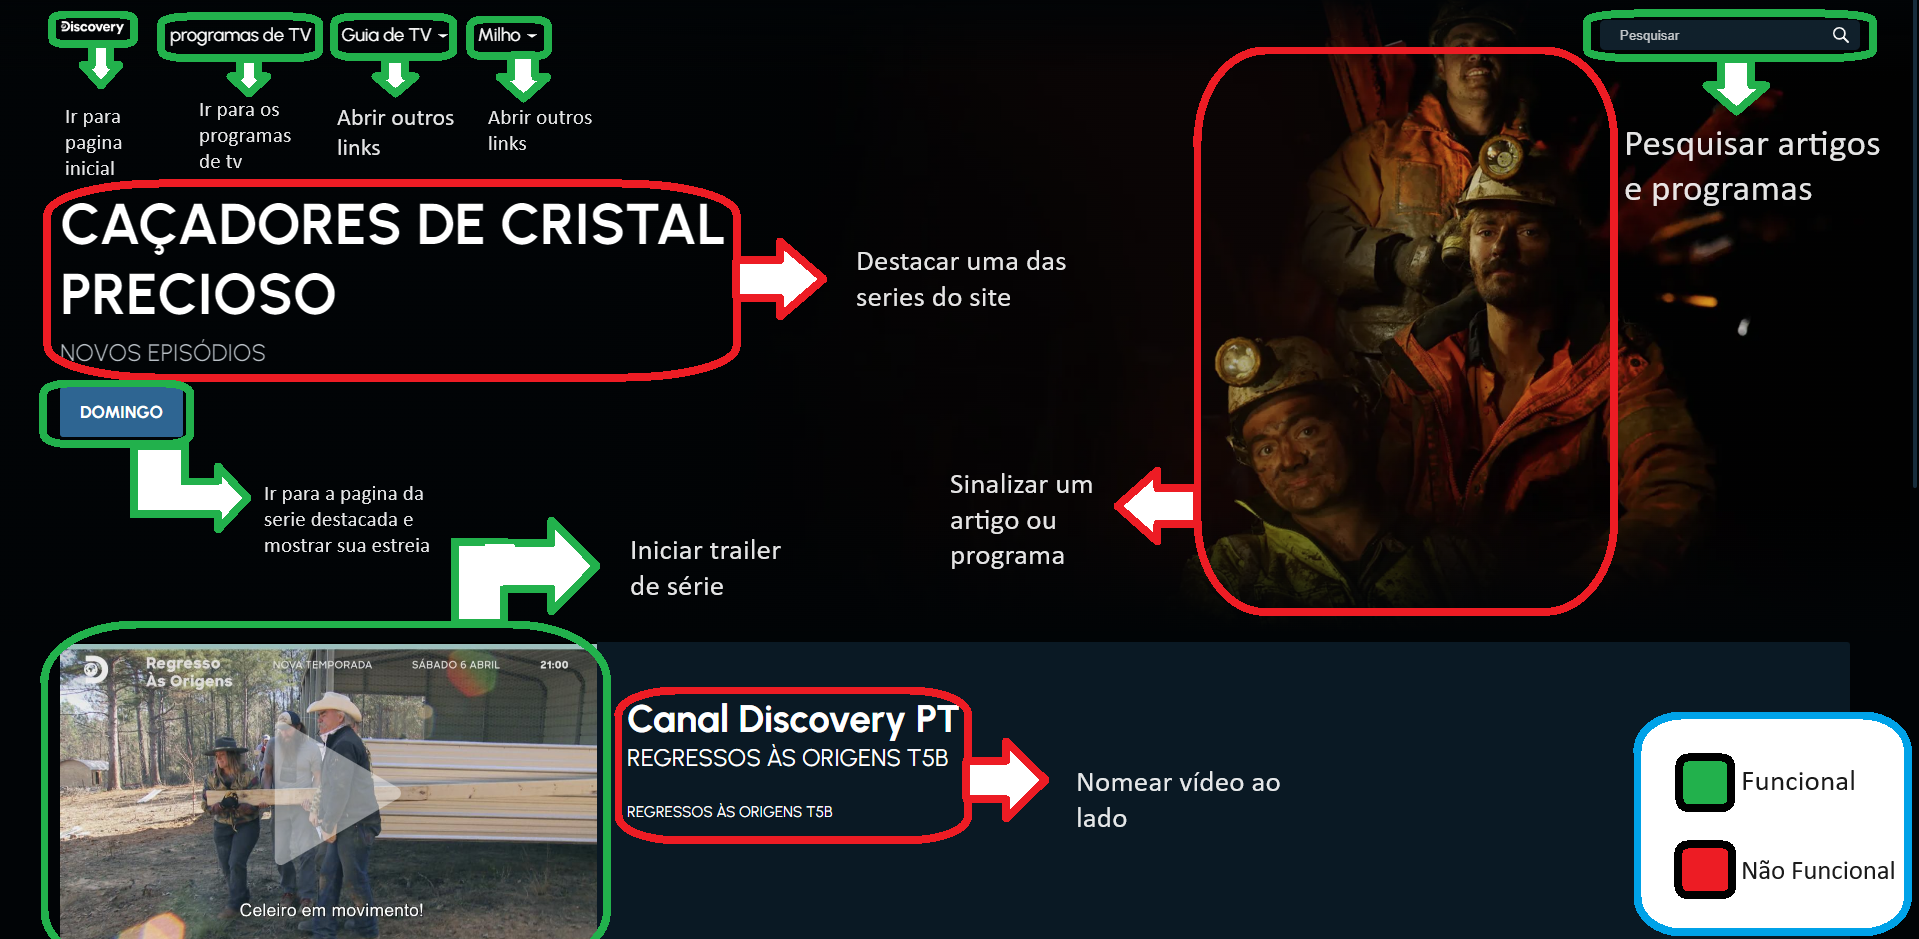 Discovery
programas de TV
Guia de TV
Milho
Pesquisar
Ir para
pagina
inicial
Ir para os
programas
de tv
Abrir outros
links
Abrir outros
links
Pesquisar artigos
e programas
CAÇADORES DE CRISTAL
PRECIOSO
NOVOS EPISÓDIOS
Destacar uma das
series do site
DOMINGO
Ir para a pagina da
serie destacada e
mostrar sua estreia
Sinalizar um
artigo ou
programa
Iniciar trailer
de série
Regresso
Às Origens
NOVA TEMPORADA
SÁBADO 6 ABRIL
21:00
Celeiro em movimento!
Canal Discovery PT
REGRESSOS ÀS ORIGENS T5B
REGRESSOS ÀS ORIGENS T5B
Nomear vídeo ao
lado
Funcional
Não Funcional